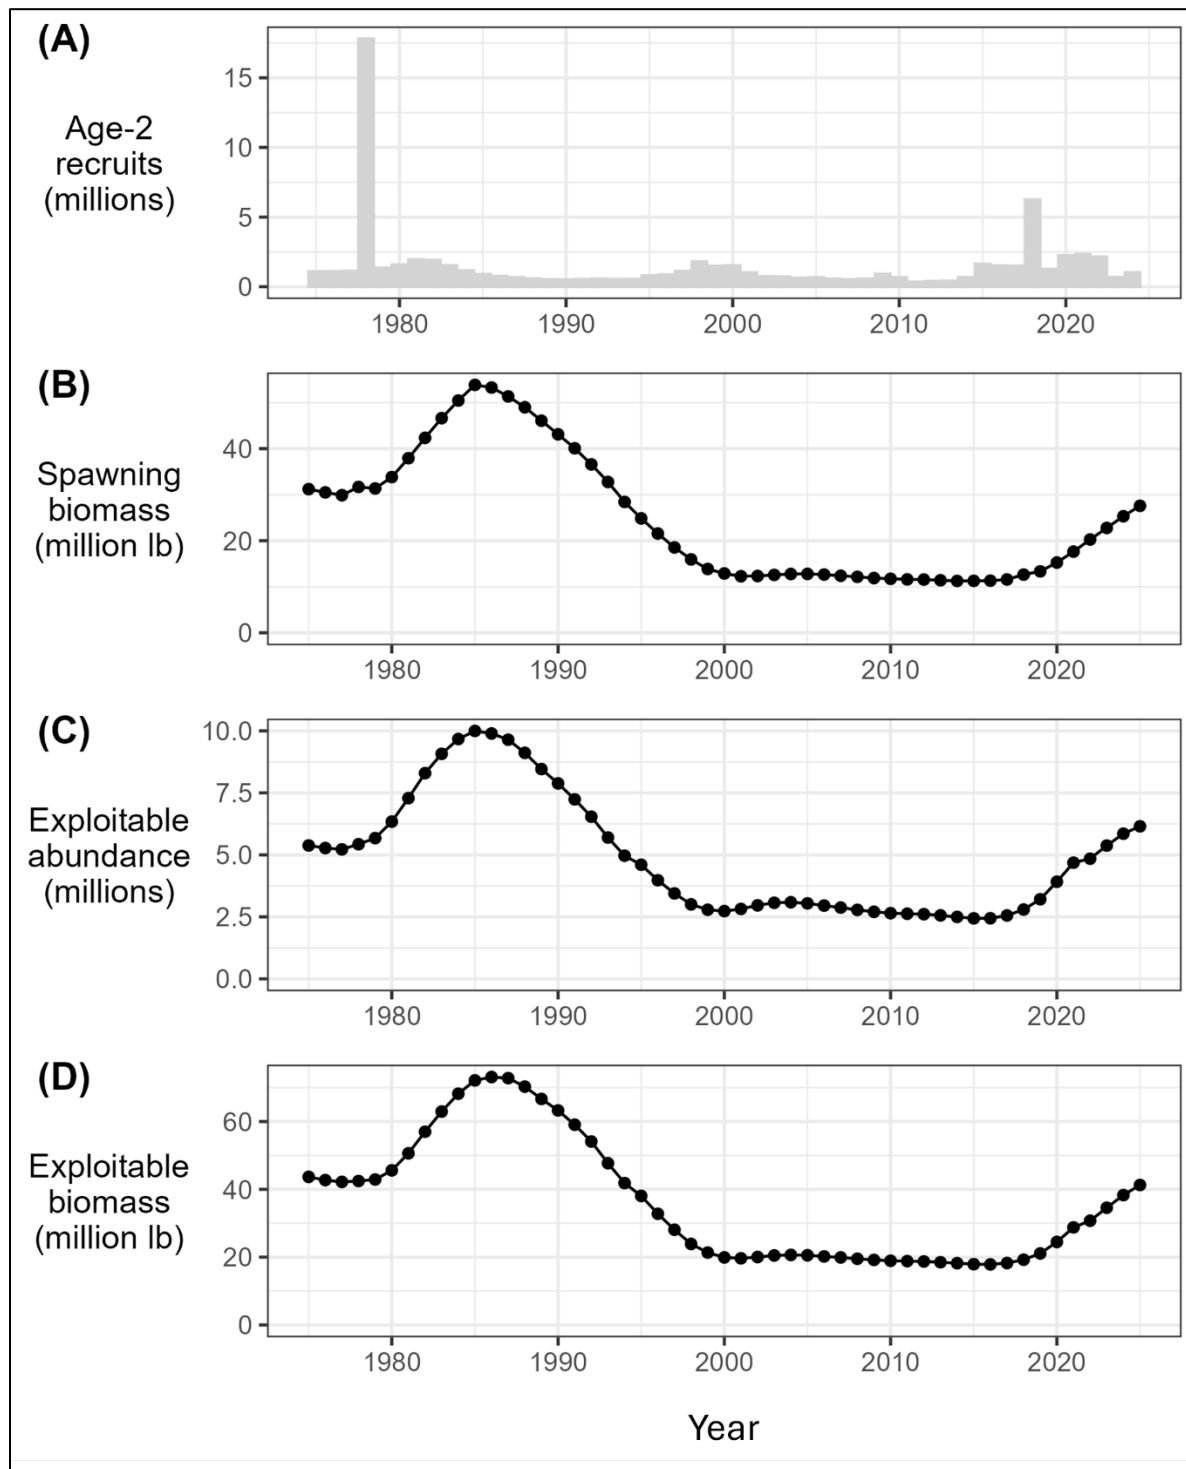 (A)
Age-2
recruits
(millions)
15
10
5
0
1980 1990 2000 2010 2020
(B)
Spawning
biomass
(million lb)
40
20
0
1980 1990 2000 2010 2020
(C)
Exploitable
abundance
(millions)
10.0
7.5
5.0
2.5
0.0
1980 1990 2000 2010 2020
(D)
Exploitable
biomass
(million lb)
60
40
20
0
1980 1990 2000 2010 2020
Year